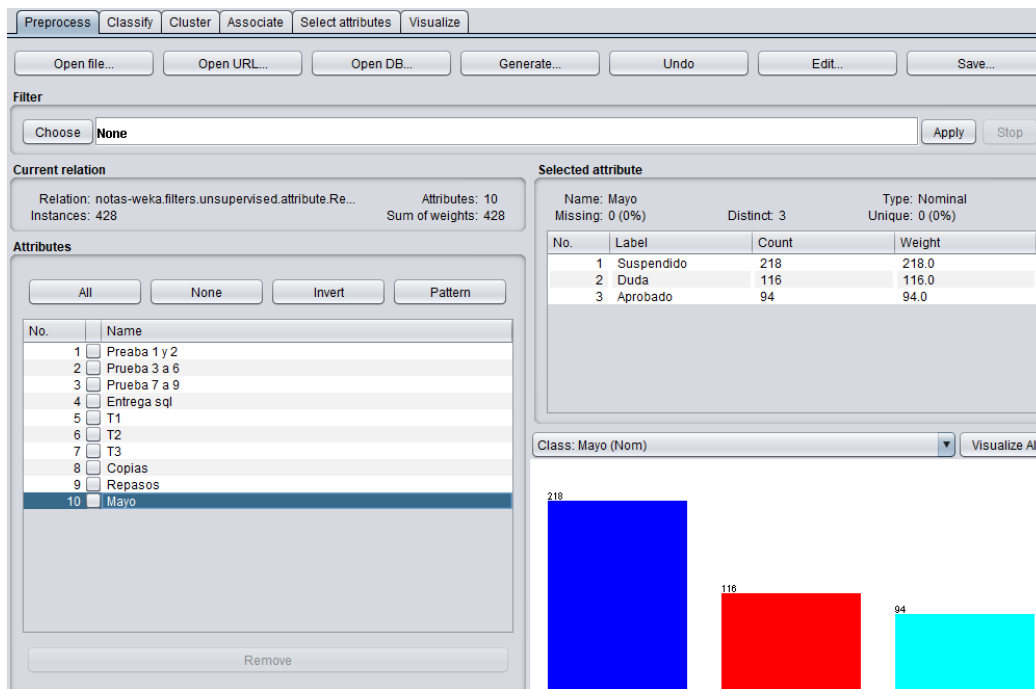 Preprocess Classify Cluster Associate Select attributes Visualize
Open file... Open URL... Open DB... Generate... Undo Edit... Save...
Filter
Choose None Apply Stop
Current relation
Relation: notas-weka.filters.unsupervised.attribute.Re... Attributes: 10
Instances: 428 Sum of weights: 428
Attributes
All None Invert Pattern
No. Name
1 Preaba 1 y 2
2 Prueba 3 a 6
3 Prueba 7 a 9
4 Entrega sql
5 T1
6 T2
7 T3
8 Copias
9 Repasos
10 Mayo
Remove
Selected attribute
Name: Mayo Type: Nominal
Missing: 0 (0%) Distinct: 3 Unique: 0 (0%)
No. Label Count Weight
1 Suspendido 218 218.0
2 Duda 116 116.0
3 Aprobado 94 94.0
Class: Mayo (Nom) Visualize Al
218
116
94